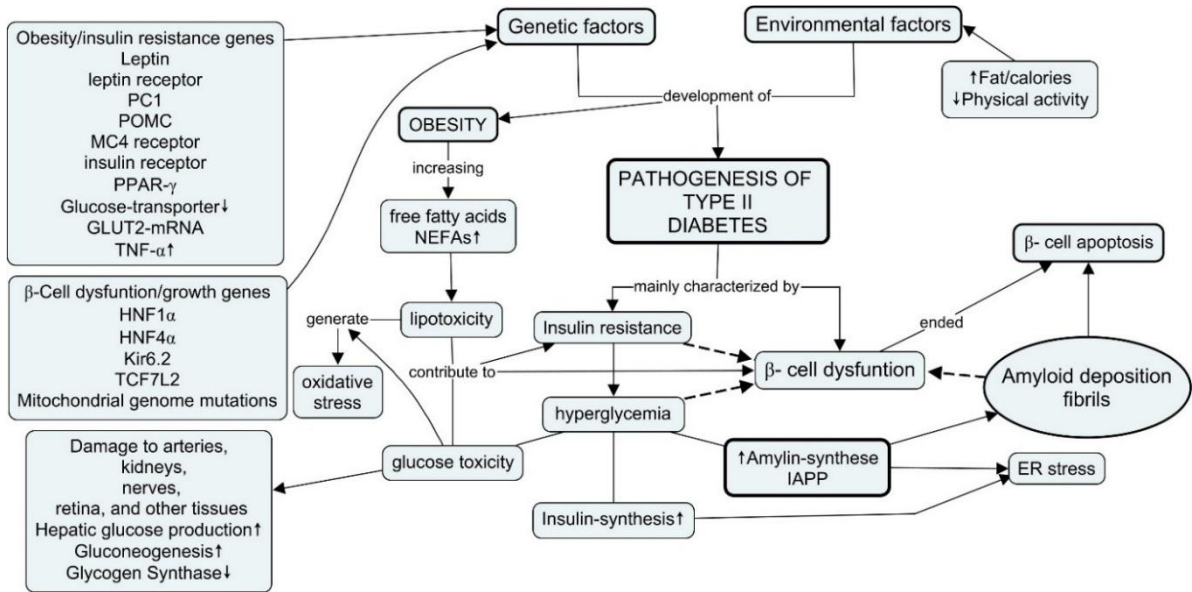 Obesity/insulin resistance genes
Leptin
leptin receptor
PC1
POMC
MC4 receptor
insulin receptor
PPAR-γ
Glucose-transporter↓
GLUT2-mRNA
TNF-α↑
β-Cell dysfuntion/growth genes
HNF1α
HNF4α
Kir6.2
TCF7L2
Mitochondrial genome mutations
Damage to arteries,
kidneys,
nerves,
retina, and other tissues
Hepatic glucose production↑
Gluconeogenesis↑
Glycogen Synthase↓
Genetic factors
Environmental factors
↑Fat/calories
↓Physical activity
development of
OBESITY
increasing
free fatty acids
NEFAs↑
lipotoxicity
generate
oxidative
stress
contribute to
glucose toxicity
PATHOGENESIS OF
TYPE II
DIABETES
mainly characterized by
Insulin resistance
hyperglycemia
Insulin-synthesis↑
β- cell dysfuntion
ended
β- cell apoptosis
Amyloid deposition
fibrils
↑Amylin-synthese
IAPP
ER stress